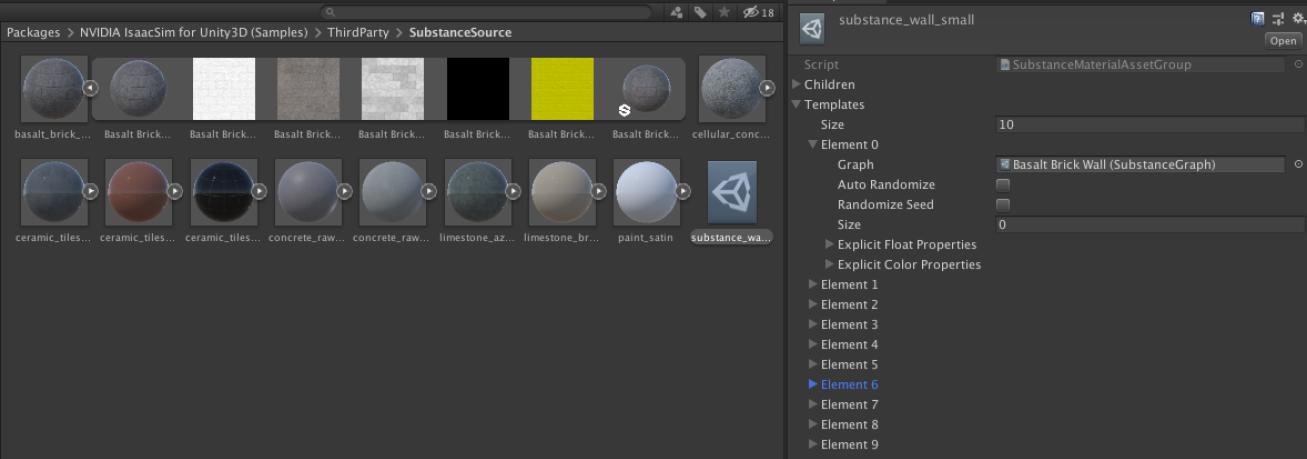 18
Packages > NVIDIA IsaacSim for Unity3D (Samples) > ThirdParty > SubstanceSource
basalt_brick_... Basalt Brick... Basalt Brick... Basalt Brick... Basalt Brick... Basalt Brick... Basalt Brick... Basalt Brick... cellular_conc...
ceramic_tiles... ceramic_tiles... ceramic_tiles... concrete_raw... concrete_raw... limestone_az... limestone_br... paint_satin substance_wa...
substance_wall_small
Open
Script SubstanceMaterialAssetGroup
Children
Templates
Size 10
Element 0
Graph Basalt Brick Wall (SubstanceGraph)
Auto Randomize
Randomize Seed
Size 0
Explicit Float Properties
Explicit Color Properties
Element 1
Element 2
Element 3
Element 4
Element 5
Element 6
Element 7
Element 8
Element 9